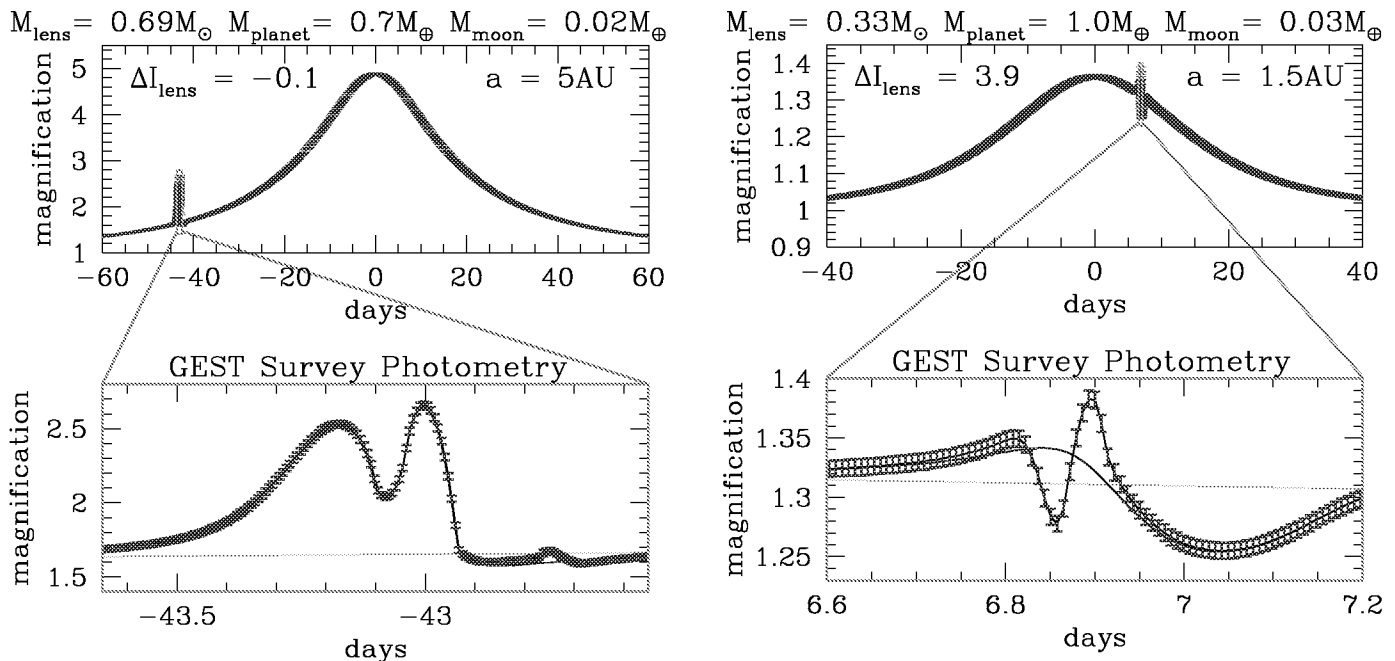 M_lens = 0.69M_⊙ M_planet = 0.7M_⊕ M_moon = 0.02M_⊕
ΔI_lens = −0.1 a = 5AU
magnification
5
4
3
2
1
−60 −40 −20 0 20 40 60
days
GEST Survey Photometry
magnification
2.5
2
1.5
−43.5 −43
days
M_lens = 0.33M_⊙ M_planet = 1.0M_⊕ M_moon = 0.03M_⊕
ΔI_lens = 3.9 a = 1.5AU
magnification
1.4
1.3
1.2
1.1
1
0.9
−40 −20 0 20 40
days
GEST Survey Photometry
magnification
1.4
1.35
1.3
1.25
6.6 6.8 7 7.2
days